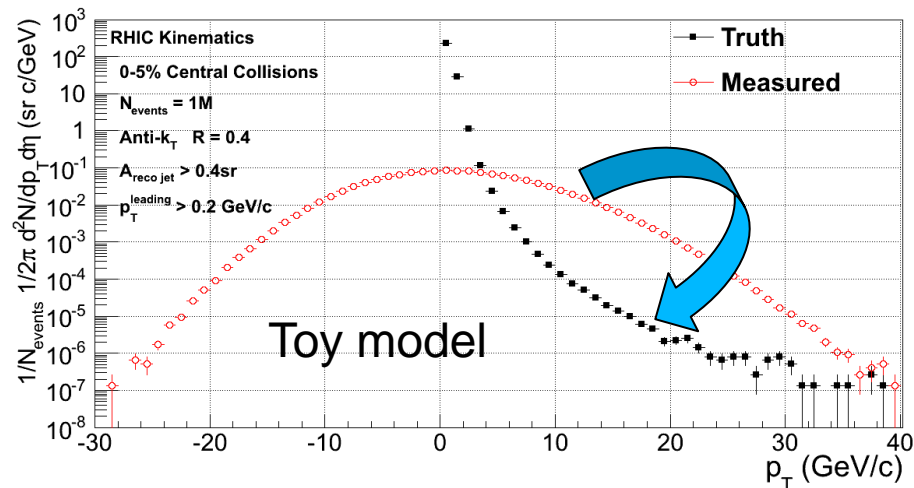 10³
10²
10
1
10⁻¹
10⁻²
10⁻³
10⁻⁴
10⁻⁵
10⁻⁶
10⁻⁷
10⁻⁸
1/N_events 1/2π d²N/dp_Tdη (sr c/GeV)
RHIC Kinematics
0-5% Central Collisions
N_events = 1M
Anti-k_T R = 0.4
A_reco jet > 0.4sr
p_T^leading > 0.2 GeV/c
Truth
Measured
Toy model
-30 -20 -10 0 10 20 30 40
p_T (GeV/c)